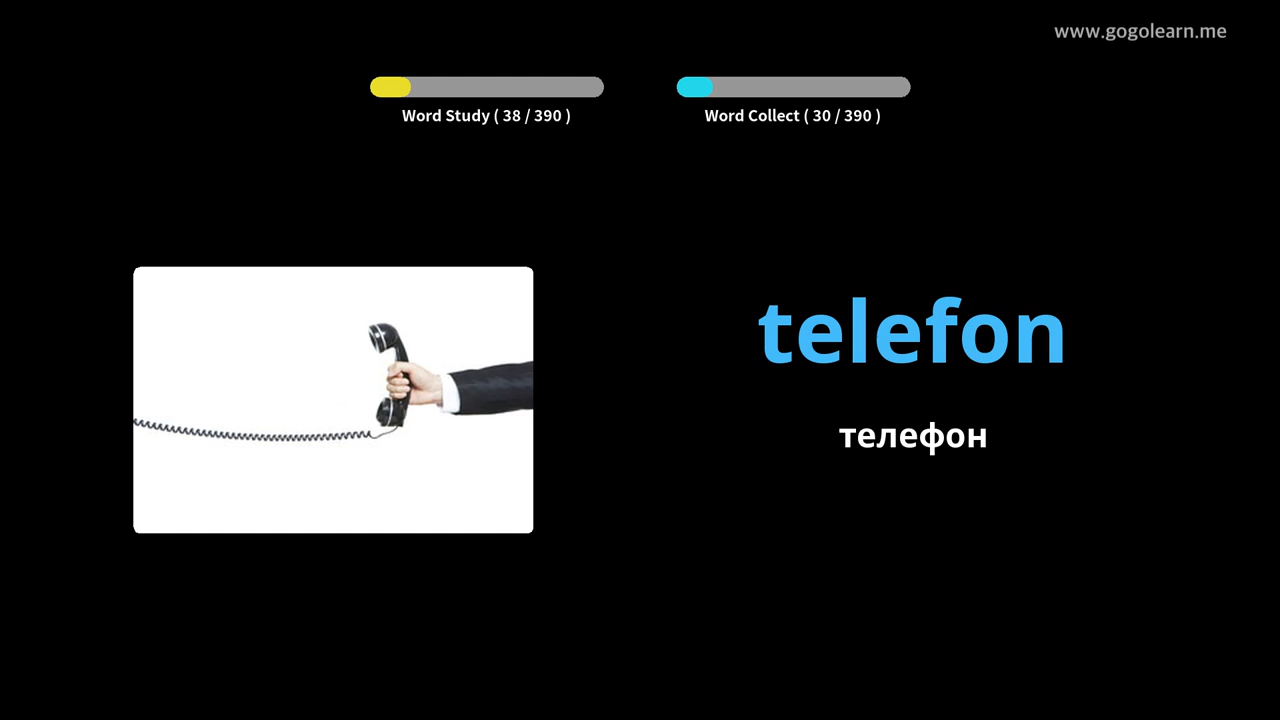 www.gogolearn.me
Word Study ( 38 / 390 )
Word Collect ( 30 / 390 )
telefon
телефон